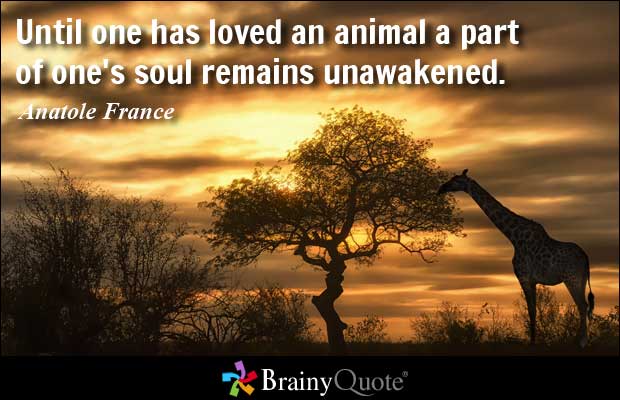 Until one has loved an animal a part
of one's soul remains unawakened.
Anatole France
BrainyQuote®